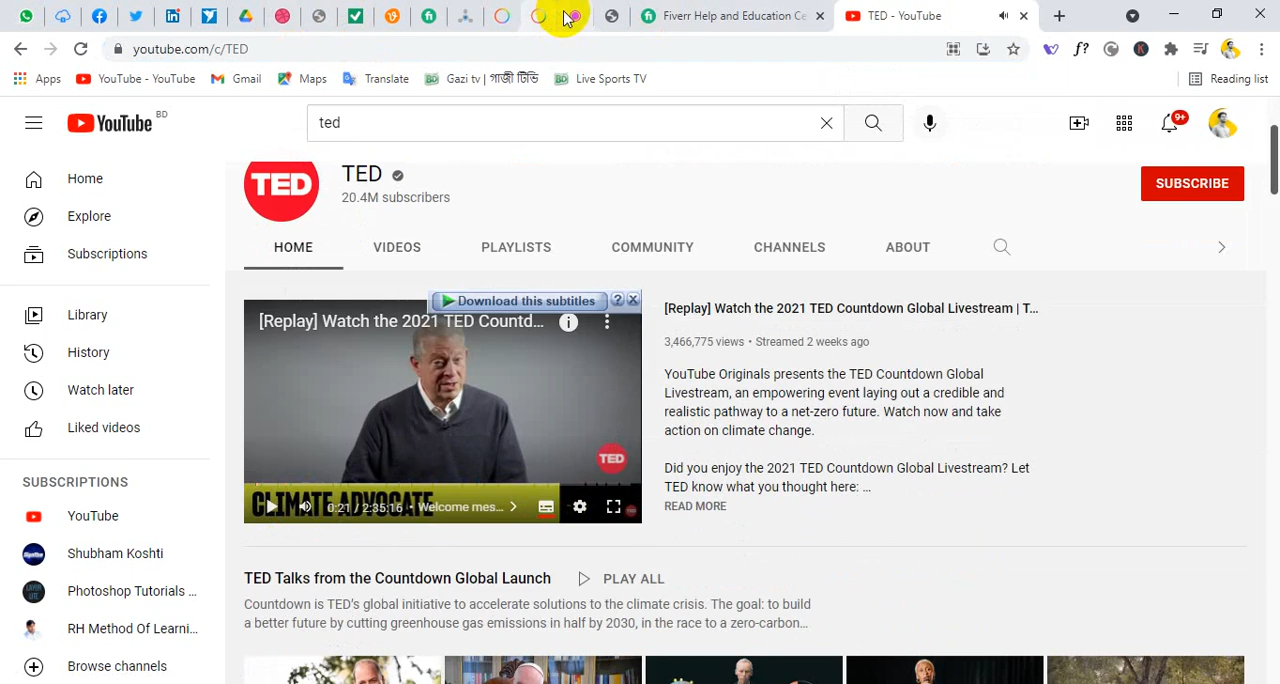 Fiverr Help and Education Ce
TED - YouTube
youtube.com/c/TED
Apps
YouTube - YouTube
Gmail
Maps
Translate
Gazi tv | গাজী টিভি
Live Sports TV
Reading list
YouTube BD
ted
9+
Home
Explore
Subscriptions
Library
History
Watch later
Liked videos
SUBSCRIPTIONS
YouTube
Shubham Koshti
Photoshop Tutorials ...
RH Method Of Learni...
Browse channels
TED
TED
20.4M subscribers
SUBSCRIBE
HOME
VIDEOS
PLAYLISTS
COMMUNITY
CHANNELS
ABOUT
Download this subtitles
[Replay] Watch the 2021 TED Countd...
TED
CLIMATE ADVOCATE
0:21 / 2:35:16 • Welcome mes...
[Replay] Watch the 2021 TED Countdown Global Livestream | T...
3,466,775 views • Streamed 2 weeks ago
YouTube Originals presents the TED Countdown Global
Livestream, an empowering event laying out a credible and
realistic pathway to a net-zero future. Watch now and take
action on climate change.
Did you enjoy the 2021 TED Countdown Global Livestream? Let
TED know what you thought here: ...
READ MORE
TED Talks from the Countdown Global Launch
PLAY ALL
Countdown is TED's global initiative to accelerate solutions to the climate crisis. The goal: to build
a better future by cutting greenhouse gas emissions in half by 2030, in the race to a zero-carbon...